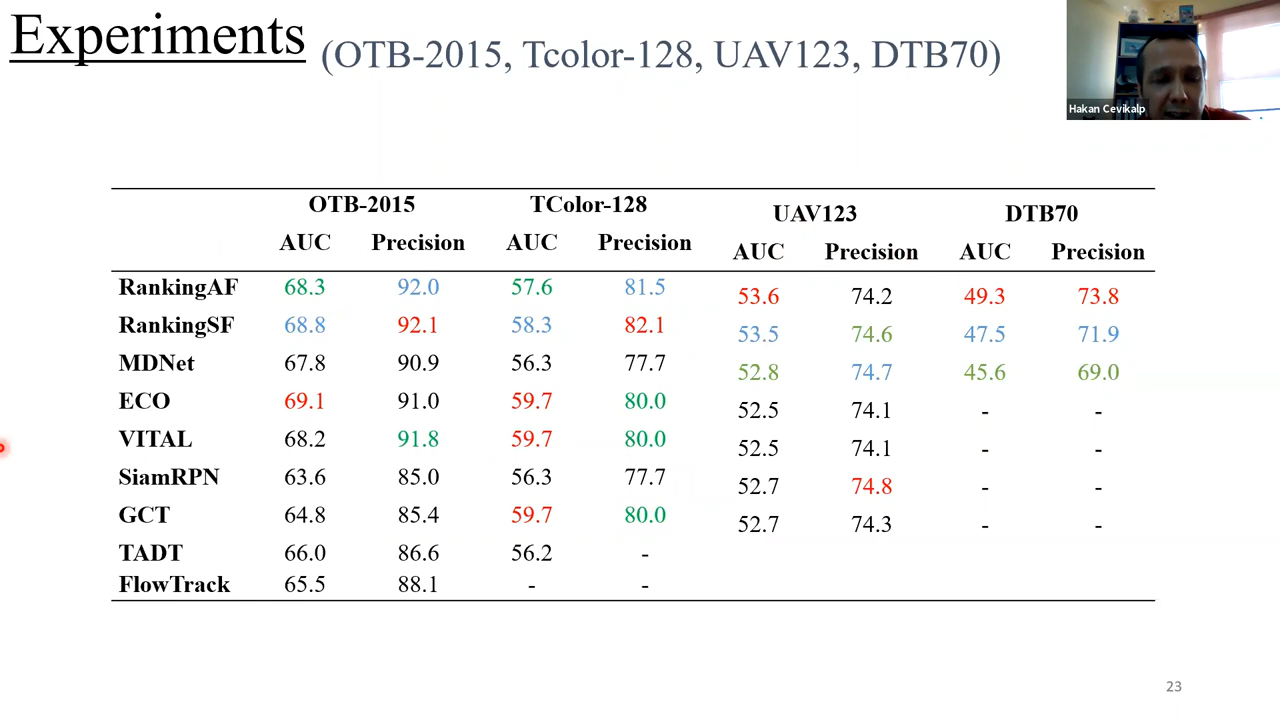 Experiments (OTB-2015, Tcolor-128, UAV123, DTB70)
Hakan Cevikalp
OTB-2015 TColor-128 UAV123 DTB70
AUC Precision AUC Precision AUC Precision AUC Precision
RankingAF 68.3 92.0 57.6 81.5 53.6 74.2 49.3 73.8
RankingSF 68.8 92.1 58.3 82.1 53.5 74.6 47.5 71.9
MDNet 67.8 90.9 56.3 77.7 52.8 74.7 45.6 69.0
ECO 69.1 91.0 59.7 80.0 52.5 74.1 - -
VITAL 68.2 91.8 59.7 80.0 52.5 74.1 - -
SiamRPN 63.6 85.0 56.3 77.7 52.7 74.8 - -
GCT 64.8 85.4 59.7 80.0 52.7 74.3 - -
TADT 66.0 86.6 56.2 -
FlowTrack 65.5 88.1 - -
23